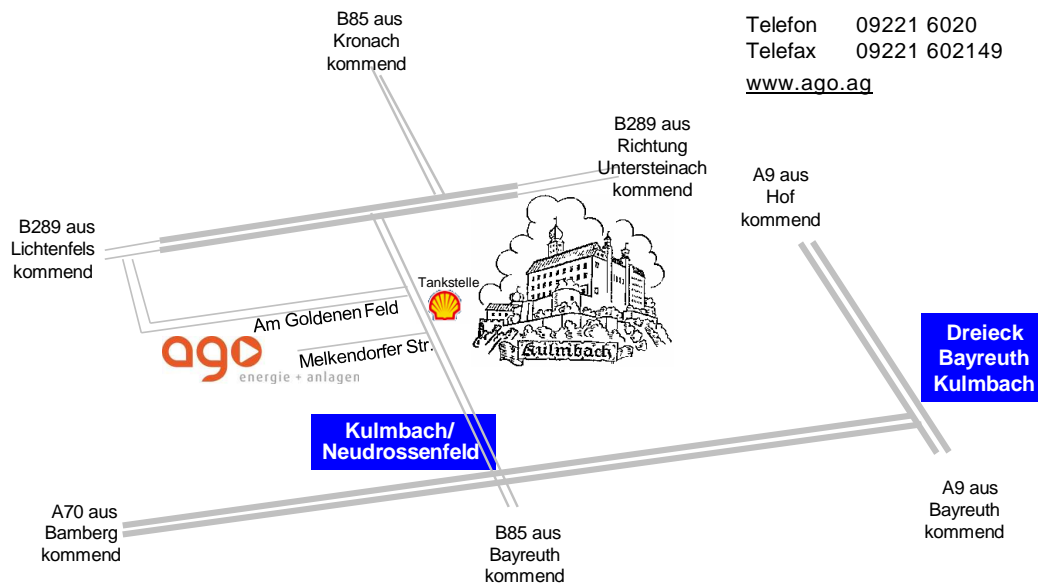 B85 aus
Kronach
kommend
Telefon 09221 6020
Telefax 09221 602149
www.ago.ag
B289 aus
Richtung
Untersteinach
kommend
A9 aus
Hof
kommend
B289 aus
Lichtenfels
kommend
Tankstelle
Am Goldenen Feld
Melkendorfer Str.
ago
energie + anlagen
Kulmbach
Dreieck
Bayreuth
Kulmbach
Kulmbach/
Neudrossenfeld
A70 aus
Bamberg
kommend
B85 aus
Bayreuth
kommend
A9 aus
Bayreuth
kommend